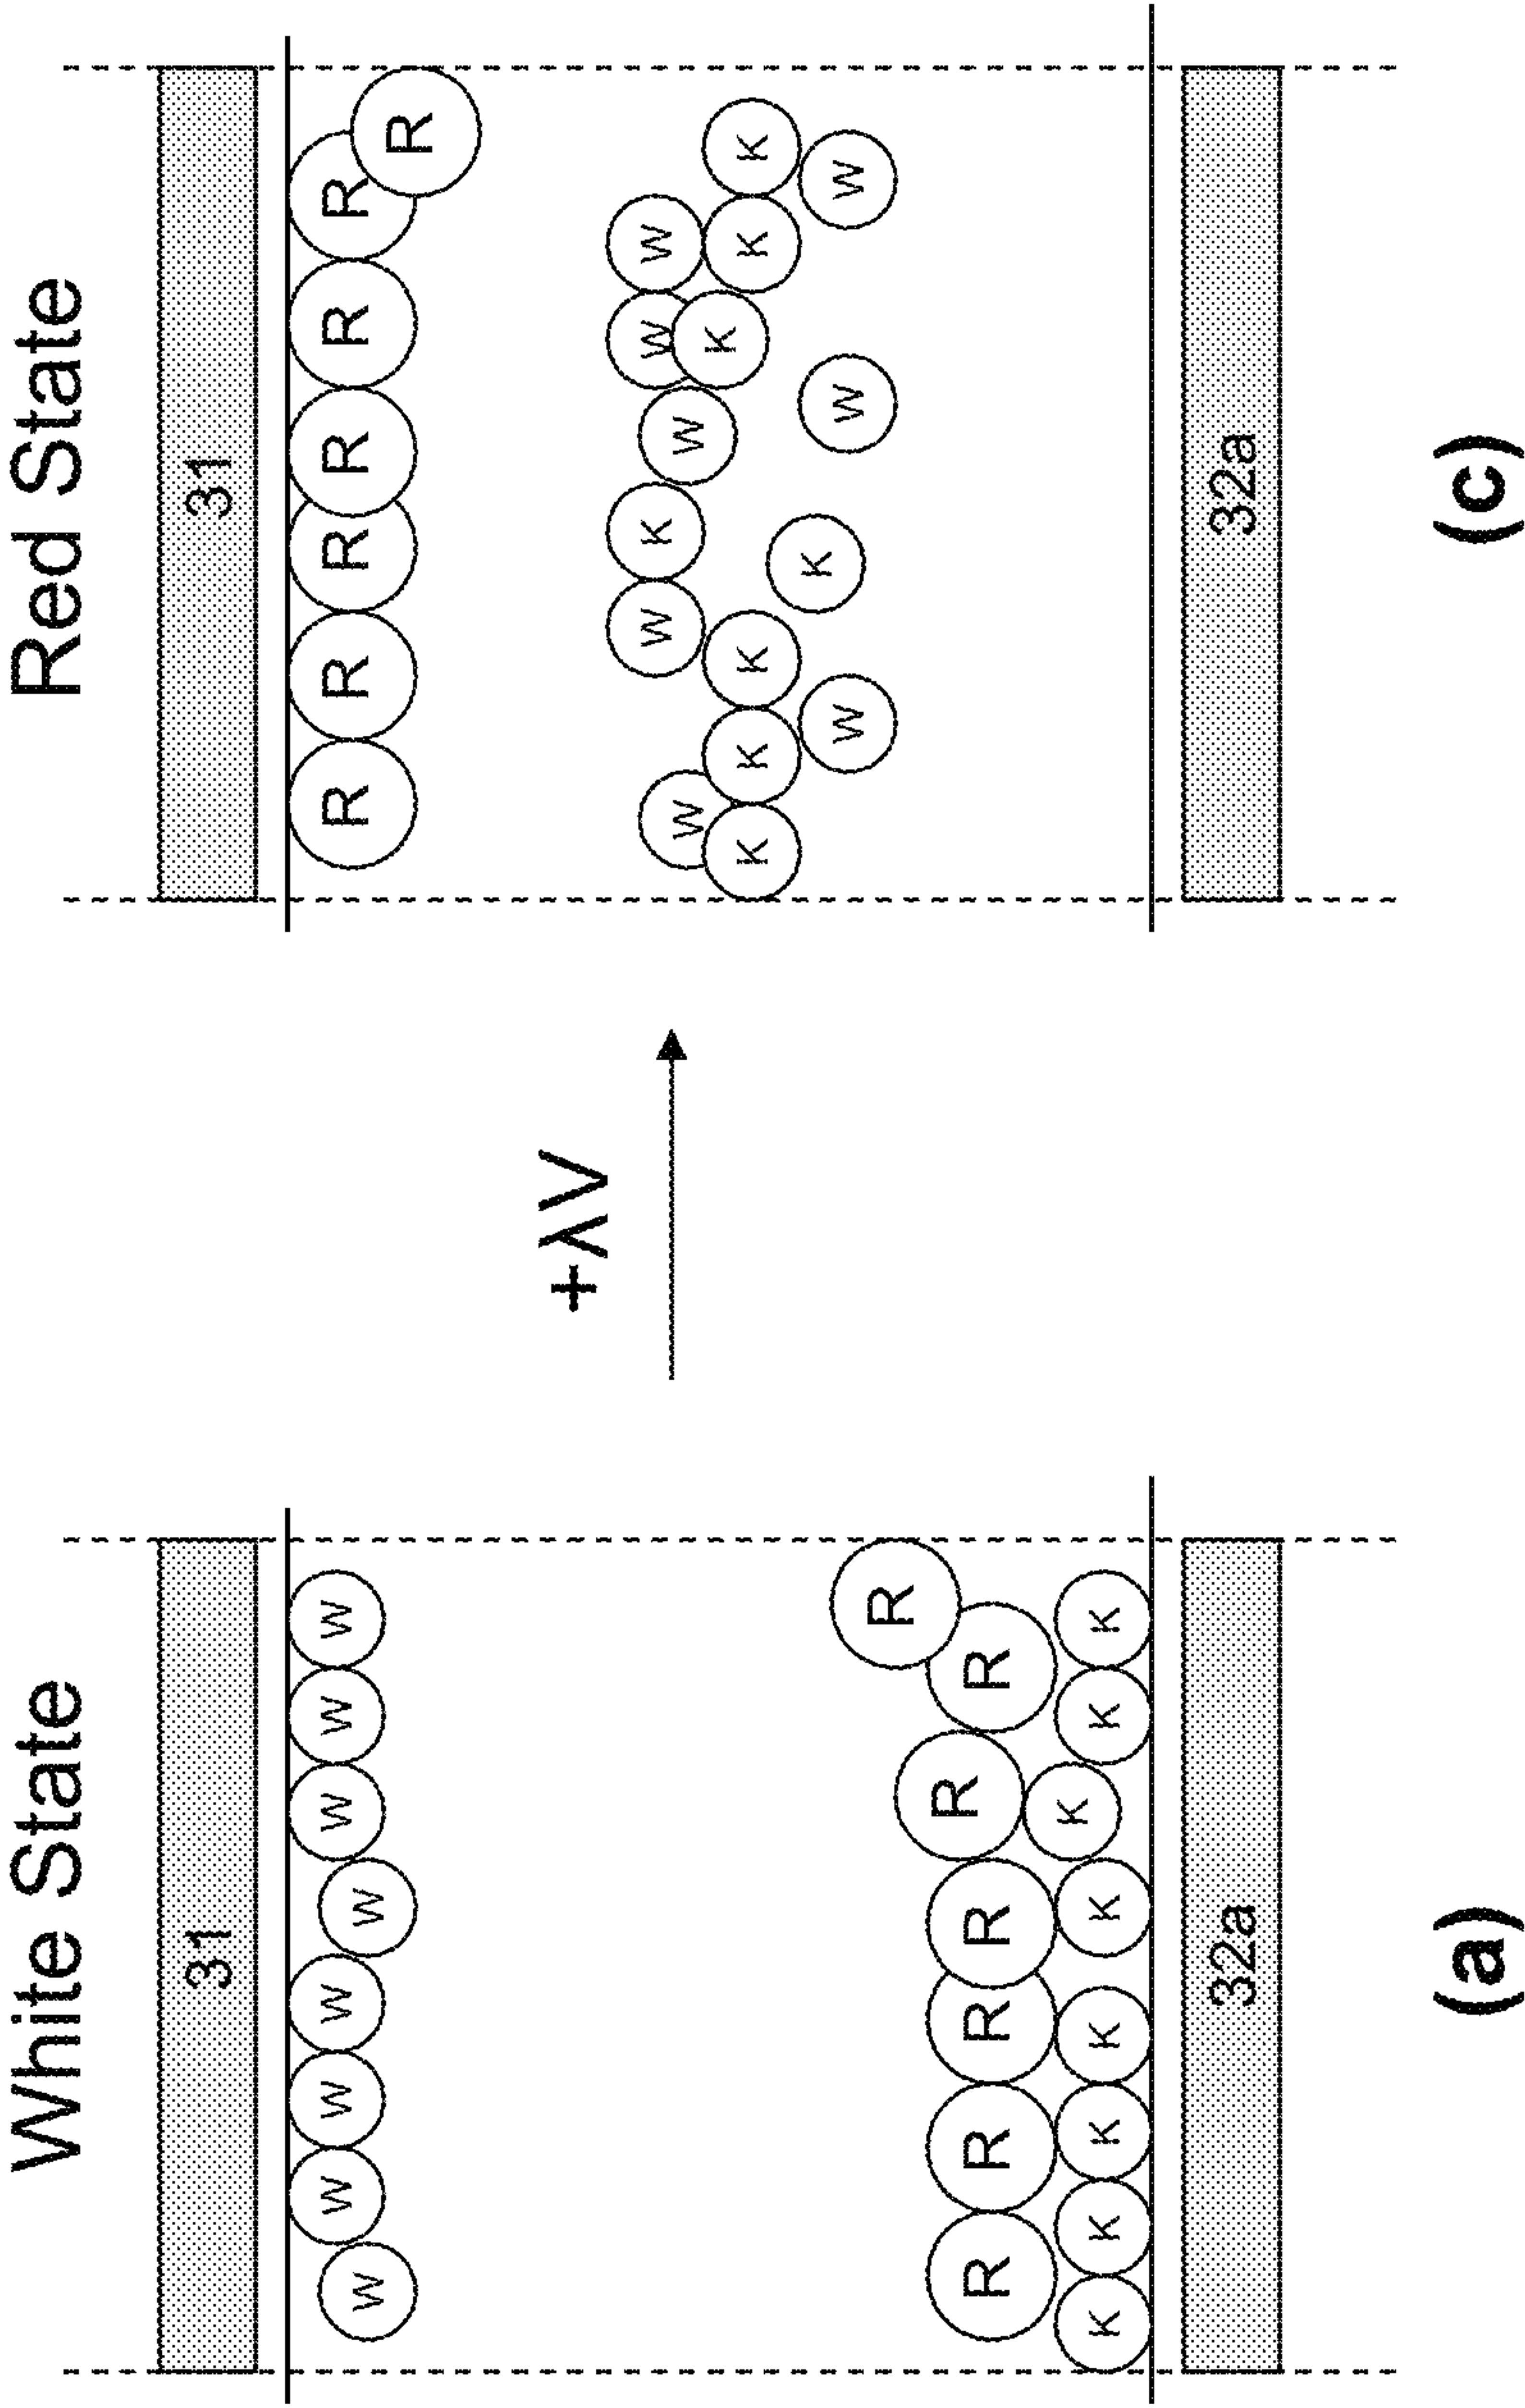 White State
31
W W W W W W W W
R R R R R R R
K K K K K K K K
32a
(a)
+λV
Red State
31
R R R R R R R
W W K W W W
K K K K K K
W K W W
32a
(c)